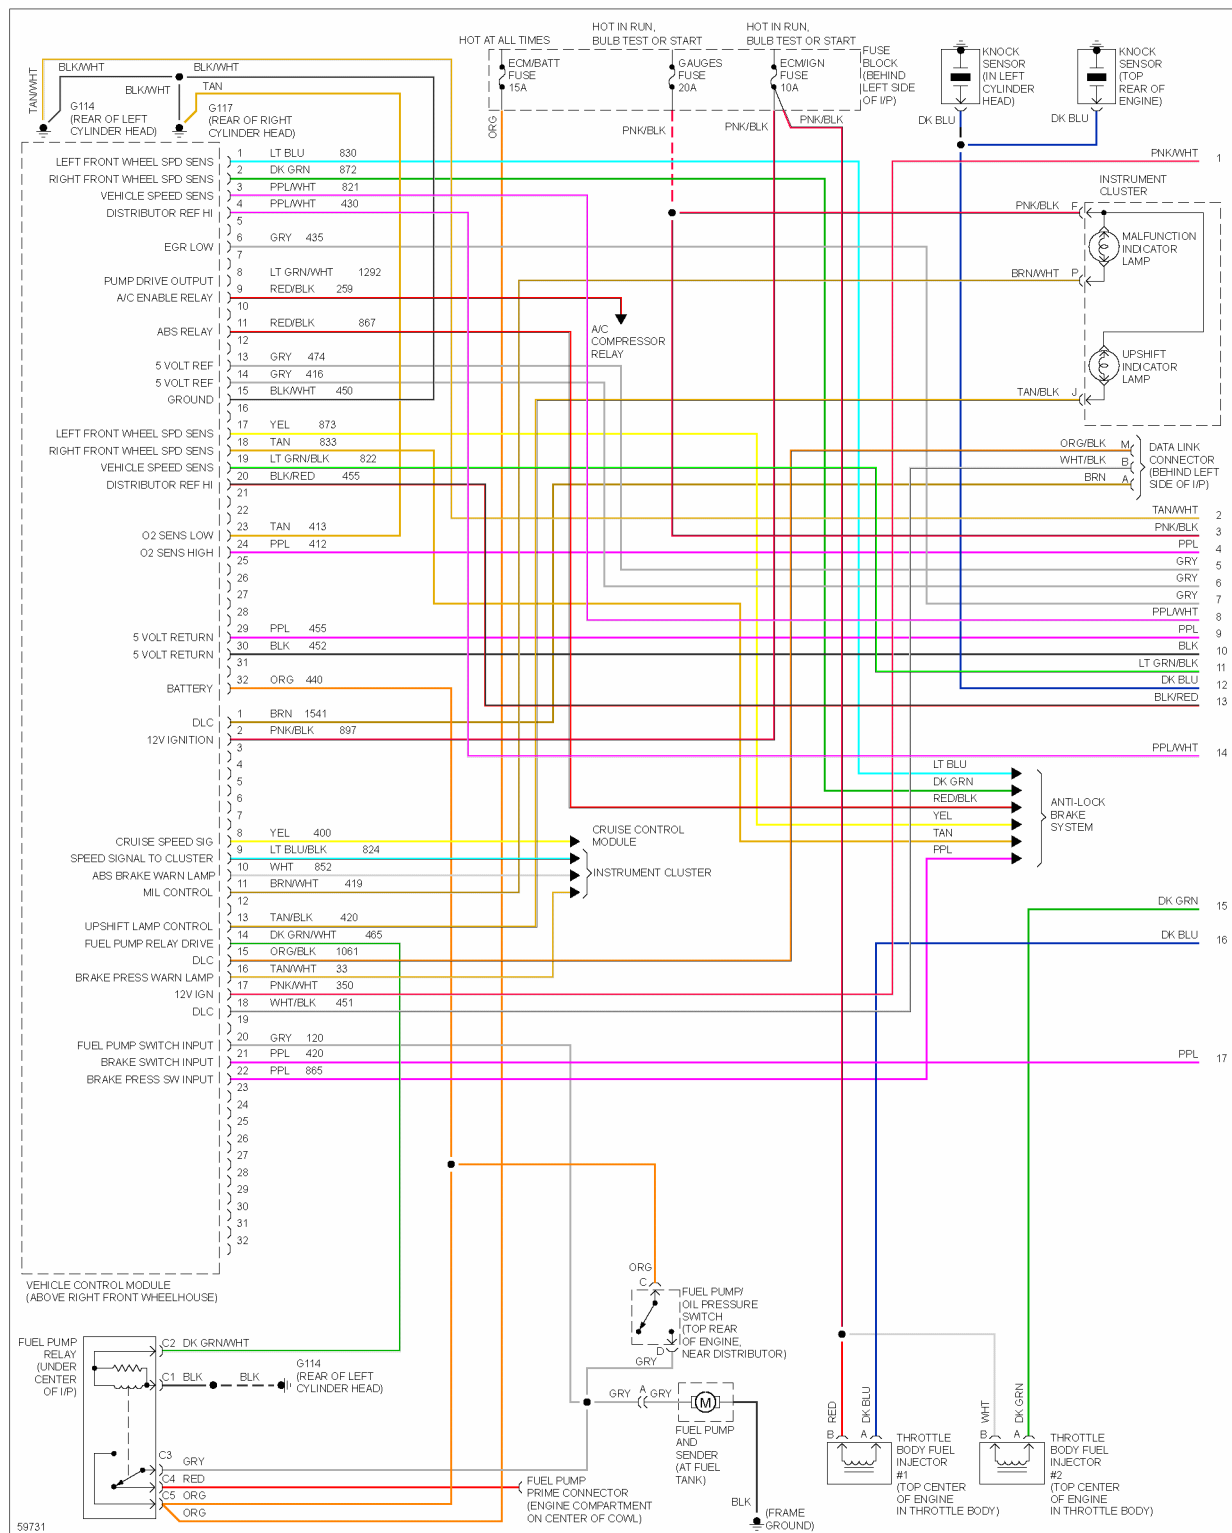 HOT AT ALL TIMES
HOT IN RUN,
BULB TEST OR START
HOT IN RUN,
BULB TEST OR START
ECM/BATT
FUSE
15A
GAUGES
FUSE
20A
ECM/IGN
FUSE
10A
FUSE
BLOCK
(BEHIND
LEFT SIDE
OF I/P)
KNOCK
SENSOR
(IN LEFT
CYLINDER
HEAD)
KNOCK
SENSOR
(TOP
REAR OF
ENGINE)
TAN/WHT
BLK/WHT
BLK/WHT
BLK/WHT
TAN
G114
(REAR OF LEFT
CYLINDER HEAD)
G117
(REAR OF RIGHT
CYLINDER HEAD)
ORG
PNK/BLK
PNK/BLK
PNK/BLK
DK BLU
DK BLU
LEFT FRONT WHEEL SPD SENS 1 LT BLU 830
RIGHT FRONT WHEEL SPD SENS 2 DK GRN 872
VEHICLE SPEED SENS 3 PPL/WHT 821
DISTRIBUTOR REF HI 4 PPL/WHT 430
5
EGR LOW 6 GRY 435
7
PUMP DRIVE OUTPUT 8 LT GRN/WHT 1292
A/C ENABLE RELAY 9 RED/BLK 259
10
ABS RELAY 11 RED/BLK 867
12
5 VOLT REF 13 GRY 474
5 VOLT REF 14 GRY 416
GROUND 15 BLK/WHT 450
16
LEFT FRONT WHEEL SPD SENS 17 YEL 873
RIGHT FRONT WHEEL SPD SENS 18 TAN 833
VEHICLE SPEED SENS 19 LT GRN/BLK 822
DISTRIBUTOR REF HI 20 BLK/RED 455
21
22
O2 SENS LOW 23 TAN 413
O2 SENS HIGH 24 PPL 412
25
26
27
28
5 VOLT RETURN 29 PPL 455
5 VOLT RETURN 30 BLK 452
31
BATTERY 32 ORG 440
DLC 1 BRN 1541
12V IGNITION 2 PNK/BLK 897
3
4
5
6
7
CRUISE SPEED SIG 8 YEL 400
SPEED SIGNAL TO CLUSTER 9 LT BLU/BLK 824
ABS BRAKE WARN LAMP 10 WHT 852
MIL CONTROL 11 BRN/WHT 419
12
UPSHIFT LAMP CONTROL 13 TAN/BLK 420
FUEL PUMP RELAY DRIVE 14 DK GRN/WHT 465
DLC 15 ORG/BLK 1061
BRAKE PRESS WARN LAMP 16 TAN/WHT 33
12V IGN 17 PNK/WHT 350
DLC 18 WHT/BLK 451
19
FUEL PUMP SWITCH INPUT 20 GRY 120
BRAKE SWITCH INPUT 21 PPL 420
BRAKE PRESS SW INPUT 22 PPL 865
23
24
25
26
27
28
29
30
31
32
VEHICLE CONTROL MODULE
(ABOVE RIGHT FRONT WHEELHOUSE)
A/C
COMPRESSOR
RELAY
PNK/WHT 1
INSTRUMENT
CLUSTER
PNK/BLK F
MALFUNCTION
INDICATOR
LAMP
BRN/WHT P
UPSHIFT
INDICATOR
LAMP
TAN/BLK J
ORG/BLK M
WHT/BLK B
BRN A
DATA LINK
CONNECTOR
(BEHIND LEFT
SIDE OF I/P)
TAN/WHT 2
PNK/BLK 3
PPL 4
GRY 5
GRY 6
GRY 7
PPL/WHT 8
PPL 9
BLK 10
LT GRN/BLK 11
DK BLU 12
BLK/RED 13
PPL/WHT 14
LT BLU
DK GRN
RED/BLK
YEL
TAN
PPL
ANTI-LOCK
BRAKE
SYSTEM
CRUISE CONTROL
MODULE
INSTRUMENT CLUSTER
DK GRN 15
DK BLU 16
PPL 17
ORG
C
FUEL PUMP/
OIL PRESSURE
SWITCH
(TOP REAR
OF ENGINE,
NEAR DISTRIBUTOR)
D
GRY
FUEL PUMP
RELAY
(UNDER
CENTER
OF I/P)
C2 DK GRN/WHT
C1 BLK
BLK
G114
(REAR OF LEFT
CYLINDER HEAD)
C3
GRY
C4 RED
C5 ORG
ORG
FUEL PUMP
PRIME CONNECTOR
(ENGINE COMPARTMENT
ON CENTER OF COWL)
GRY A GRY
M
FUEL PUMP
AND
SENDER
(AT FUEL
TANK)
BLK
(FRAME
GROUND)
RED
DK BLU
B A
THROTTLE
BODY FUEL
INJECTOR
#1
(TOP CENTER
OF ENGINE
IN THROTTLE BODY)
WHT
DK GRN
B A
THROTTLE
BODY FUEL
INJECTOR
#2
(TOP CENTER
OF ENGINE
IN THROTTLE BODY)
59731